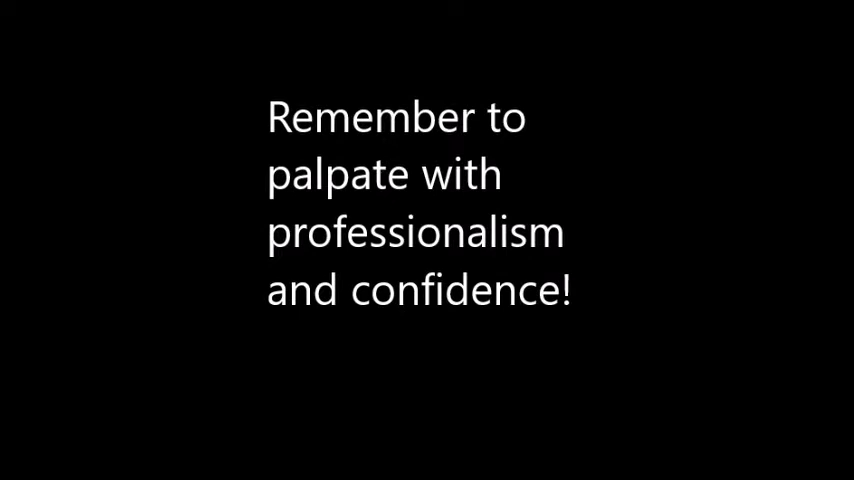 Remember to
palpate with
professionalism
and confidence!